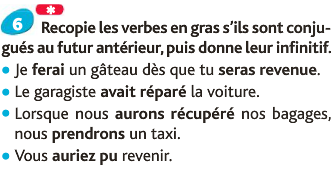 6 * Recopie les verbes en gras s'ils sont conju-
gués au futur antérieur, puis donne leur infinitif.
• Je ferai un gâteau dès que tu seras revenue.
• Le garagiste avait réparé la voiture.
• Lorsque nous aurons récupéré nos bagages,
nous prendrons un taxi.
• Vous auriez pu revenir.